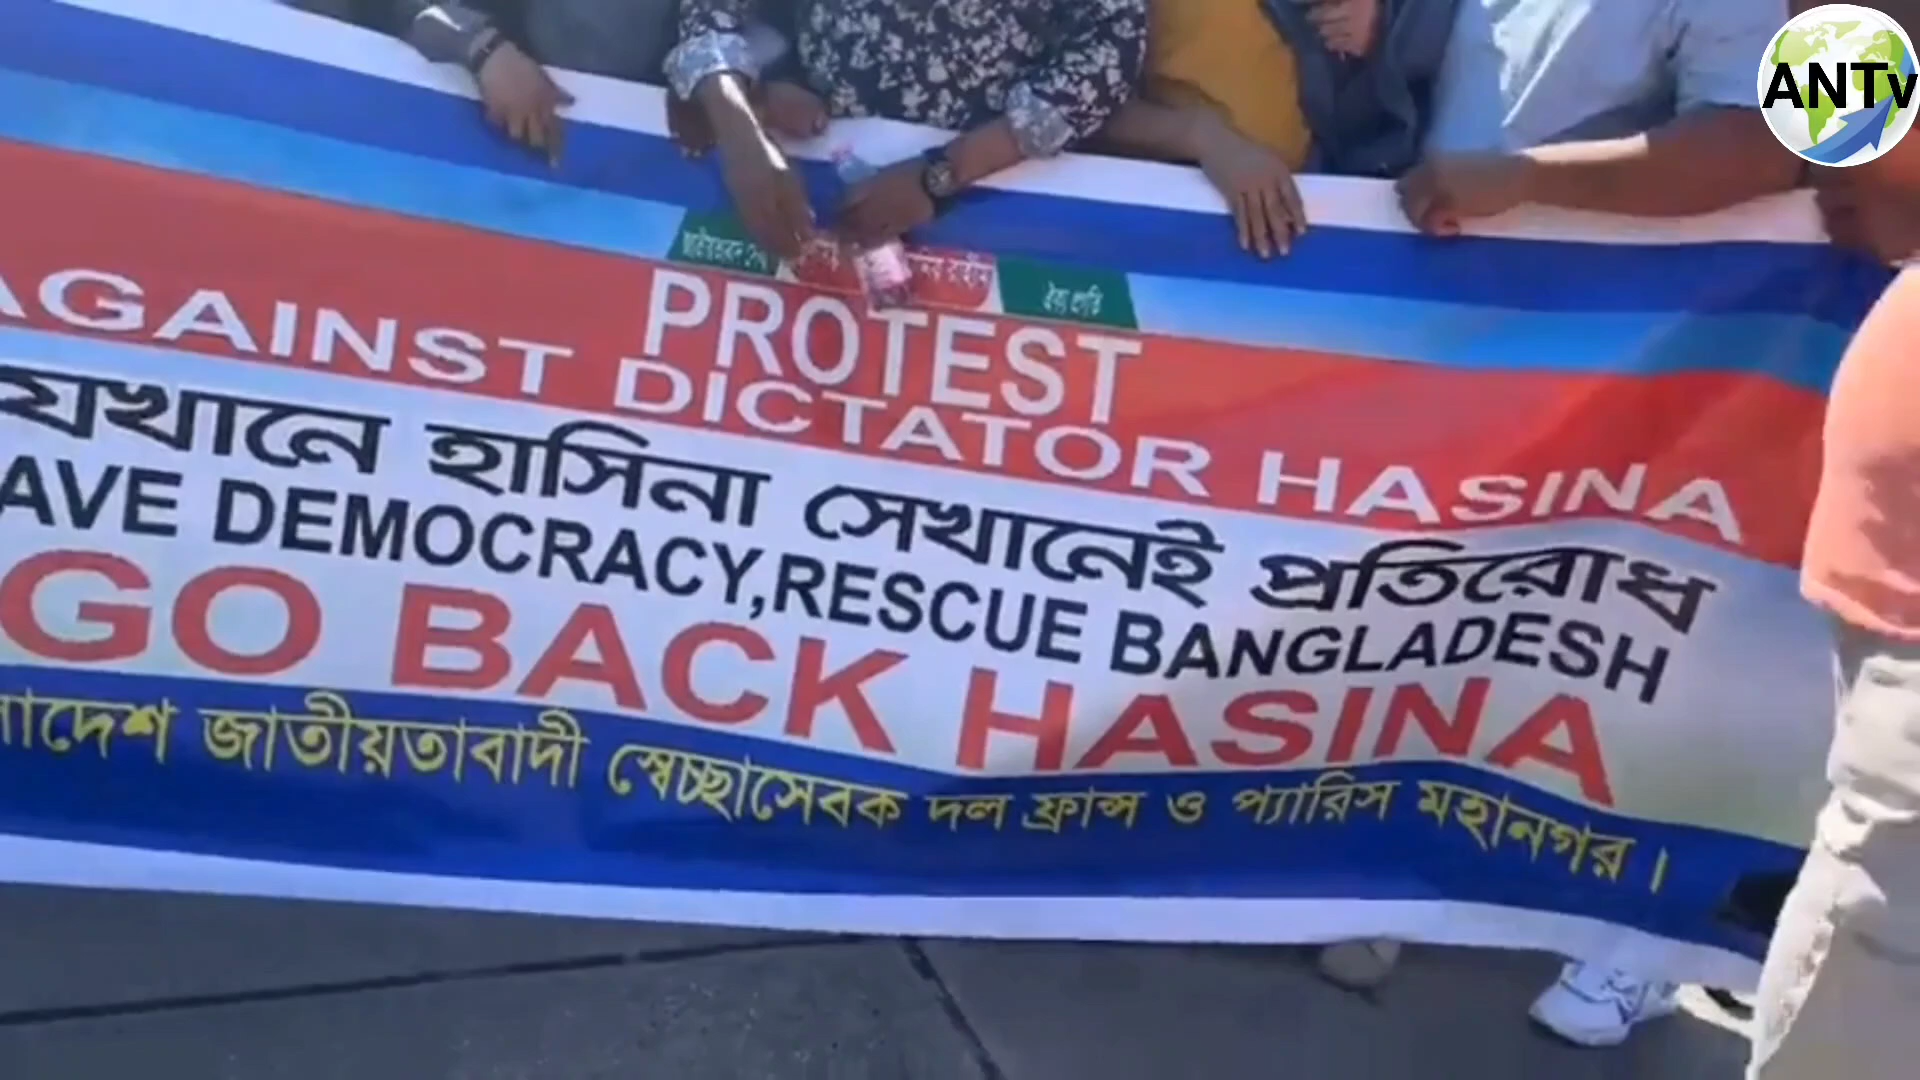 ANTv
PROTEST
AGAINST DICTATOR HASINA
যেখানে হাসিনা সেখানেই প্রতিরোধ
AVE DEMOCRACY,RESCUE BANGLADESH
GO BACK HASINA
াদেশ জাতীয়তাবাদী স্বেচ্ছাসেবক দল ফ্রান্স ও প্যারিস মহানগর ।